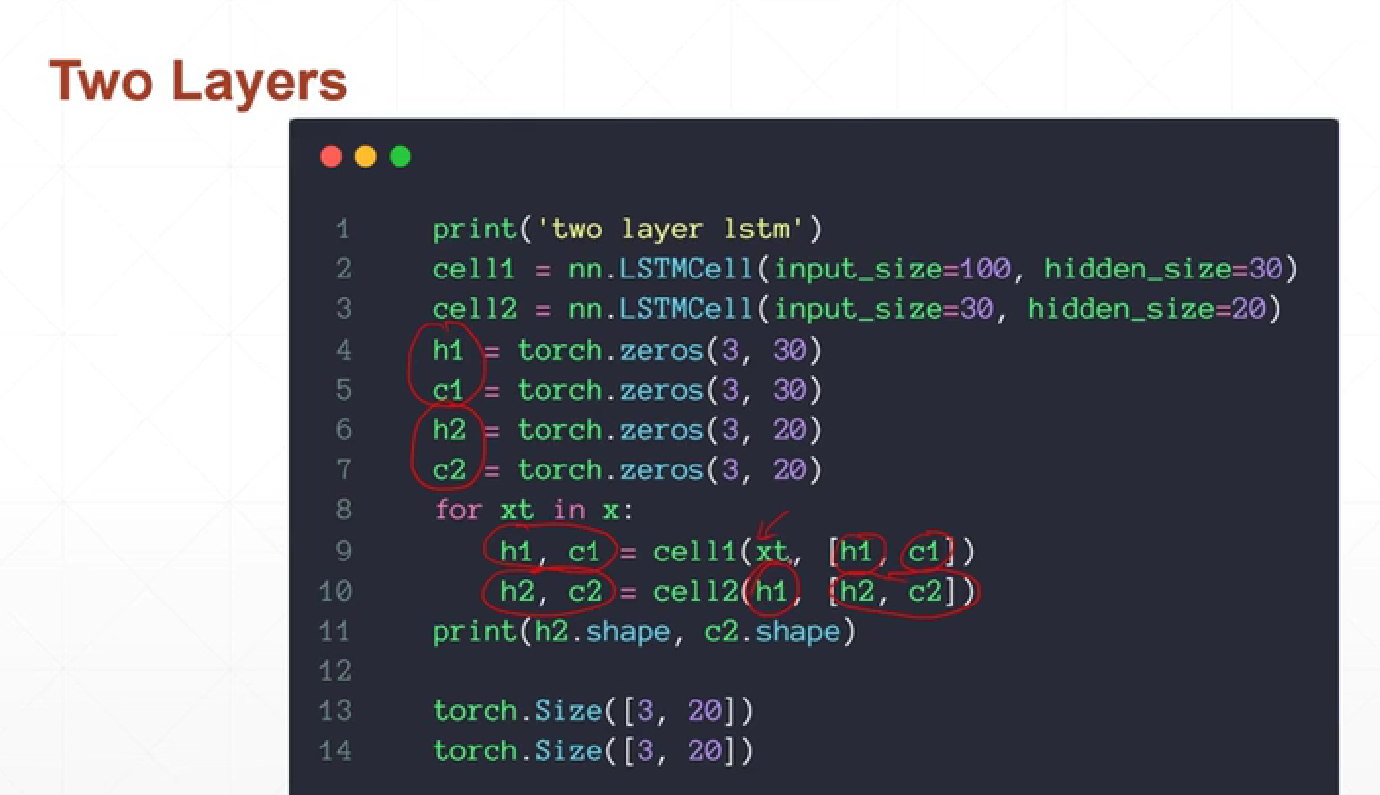 Two Layers
1 print('two layer lstm')
2 cell1 = nn.LSTMCell(input_size=100, hidden_size=30)
3 cell2 = nn.LSTMCell(input_size=30, hidden_size=20)
4 h1 = torch.zeros(3, 30)
5 c1 = torch.zeros(3, 30)
6 h2 = torch.zeros(3, 20)
7 c2 = torch.zeros(3, 20)
8 for xt in x:
9 h1, c1 = cell1(xt, [h1, c1])
10 h2, c2 = cell2(h1, [h2, c2])
11 print(h2.shape, c2.shape)
12
13 torch.Size([3, 20])
14 torch.Size([3, 20])